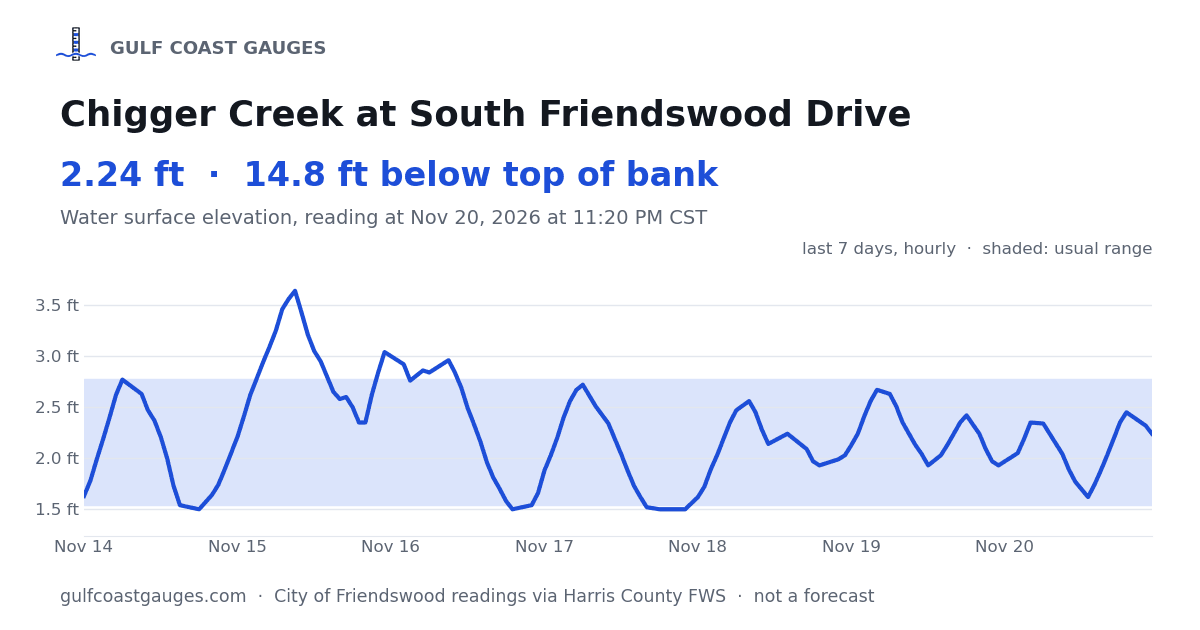 GULF COAST GAUGES
Chigger Creek at South Friendswood Drive
2.24 ft · 14.8 ft below top of bank
Water surface elevation, reading at Nov 20, 2026 at 11:20 PM CST
last 7 days, hourly · shaded: usual range
3.5 ft
3.0 ft
2.5 ft
2.0 ft
1.5 ft
Nov 14 Nov 15 Nov 16 Nov 17 Nov 18 Nov 19 Nov 20
gulfcoastgauges.com · City of Friendswood readings via Harris County FWS · not a forecast